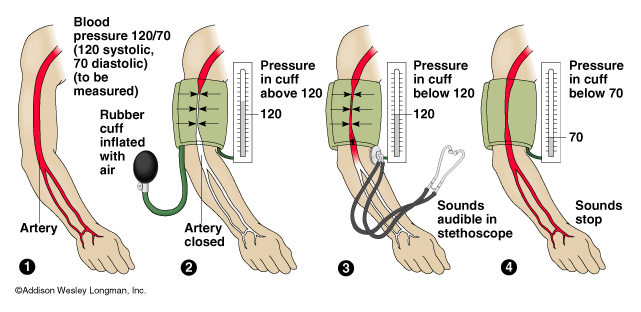 Blood
pressure 120/70
(120 systolic,
70 diastolic)
(to be
measured)
Rubber
cuff
inflated
with
air
Artery
1
Pressure
in cuff
above 120
120
Artery
closed
2
Pressure
in cuff
below 120
120
Sounds
audible in
stethoscope
3
Pressure
in cuff
below 70
70
Sounds
stop
4
©Addison Wesley Longman, Inc.